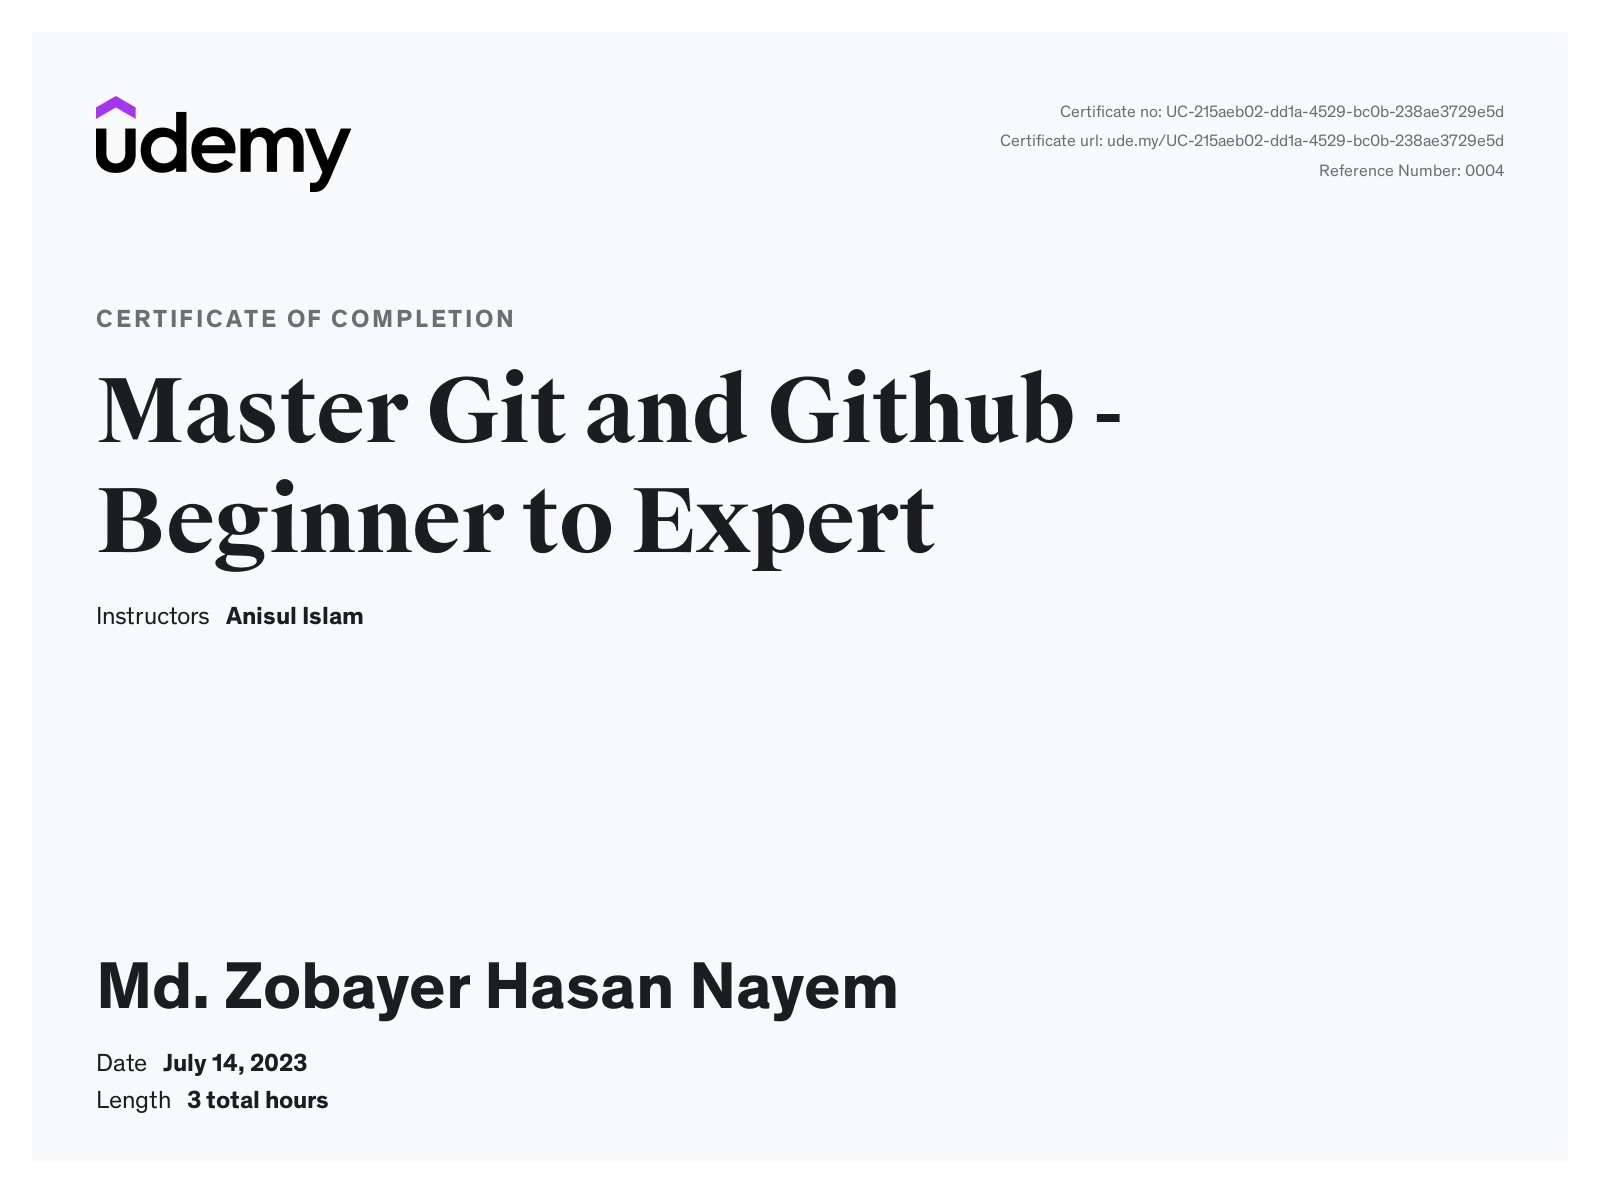 udemy
Certificate no: UC-215aeb02-dd1a-4529-bc0b-238ae3729e5d
Certificate url: ude.my/UC-215aeb02-dd1a-4529-bc0b-238ae3729e5d
Reference Number: 0004
CERTIFICATE OF COMPLETION
Master Git and Github -
Beginner to Expert
Instructors Anisul Islam
Md. Zobayer Hasan Nayem
Date July 14, 2023
Length 3 total hours